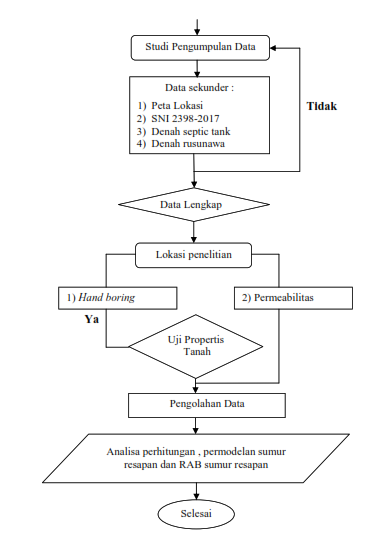 Studi Pengumpulan Data
Data sekunder :
1) Peta Lokasi
2) SNI 2398-2017
3) Denah septic tank
4) Denah rusunawa
Tidak
Data Lengkap
Lokasi penelitian
1) Hand boring
2) Permeabilitas
Ya
Uji Propertis
Tanah
Pengolahan Data
Analisa perhitungan , permodelan sumur
resapan dan RAB sumur resapan
Selesai